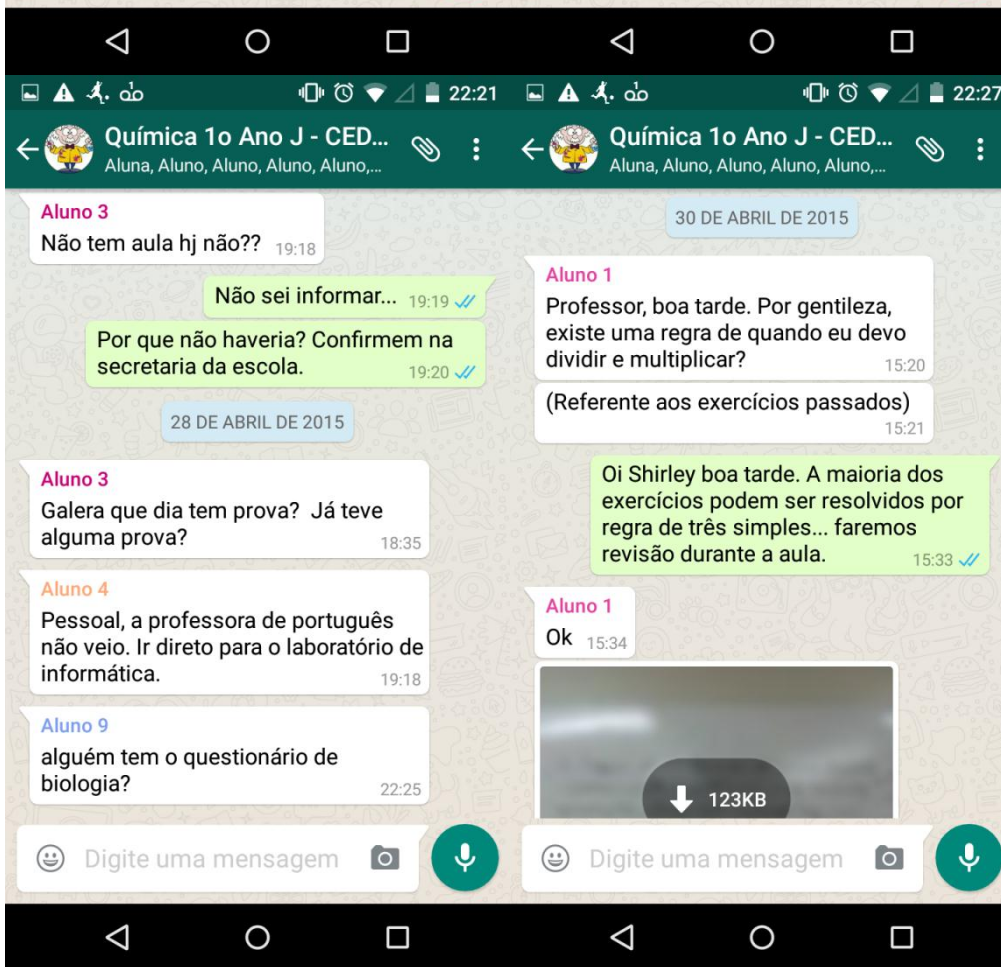 22:21
Química 1o Ano J - CED...
Aluna, Aluno, Aluno, Aluno, Aluno,...
Aluno 3
Não tem aula hj não??
19:18
Não sei informar...
19:19
Por que não haveria? Confirmem na
secretaria da escola.
19:20
28 DE ABRIL DE 2015
Aluno 3
Galera que dia tem prova? Já teve
alguma prova?
18:35
Aluno 4
Pessoal, a professora de português
não veio. Ir direto para o laboratório de
informática.
19:18
Aluno 9
alguém tem o questionário de
biologia?
22:25
Digite uma mensagem
22:27
Química 1o Ano J - CED...
Aluna, Aluno, Aluno, Aluno, Aluno,...
30 DE ABRIL DE 2015
Aluno 1
Professor, boa tarde. Por gentileza,
existe uma regra de quando eu devo
dividir e multiplicar?
15:20
(Referente aos exercícios passados)
15:21
Oi Shirley boa tarde. A maioria dos
exercícios podem ser resolvidos por
regra de três simples... faremos
revisão durante a aula.
15:33
Aluno 1
Ok
15:34
123KB
Digite uma mensagem